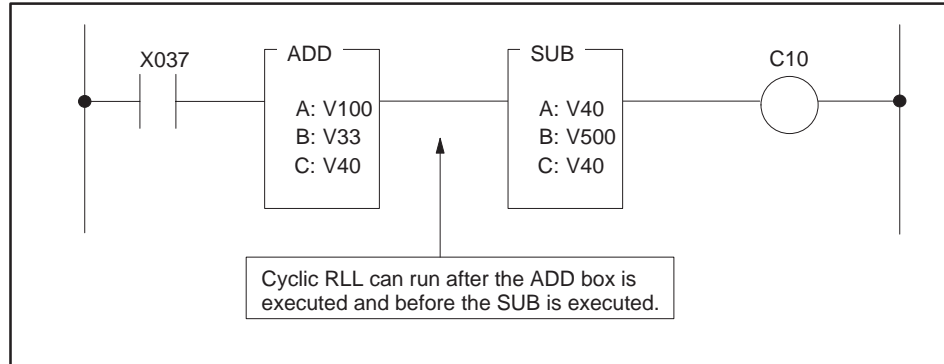 X037
ADD
A: V100
B: V33
C: V40
SUB
A: V40
B: V500
C: V40
C10
Cyclic RLL can run after the ADD box is
executed and before the SUB is executed.